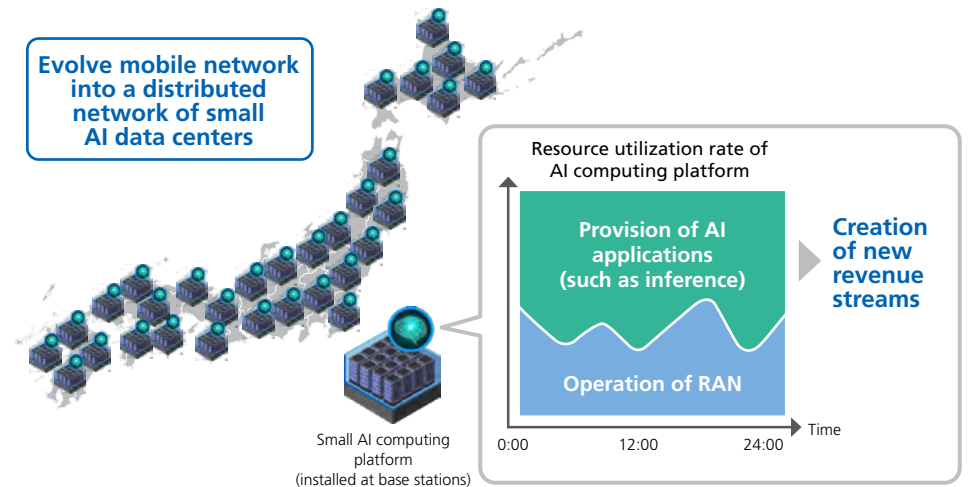 Evolve mobile network
into a distributed
network of small
AI data centers
Resource utilization rate of
AI computing platform
Provision of AI
applications
(such as inference)
Operation of RAN
0:00
12:00
24:00
Time
Creation
of new
revenue
streams
Small AI computing
platform
(installed at base stations)